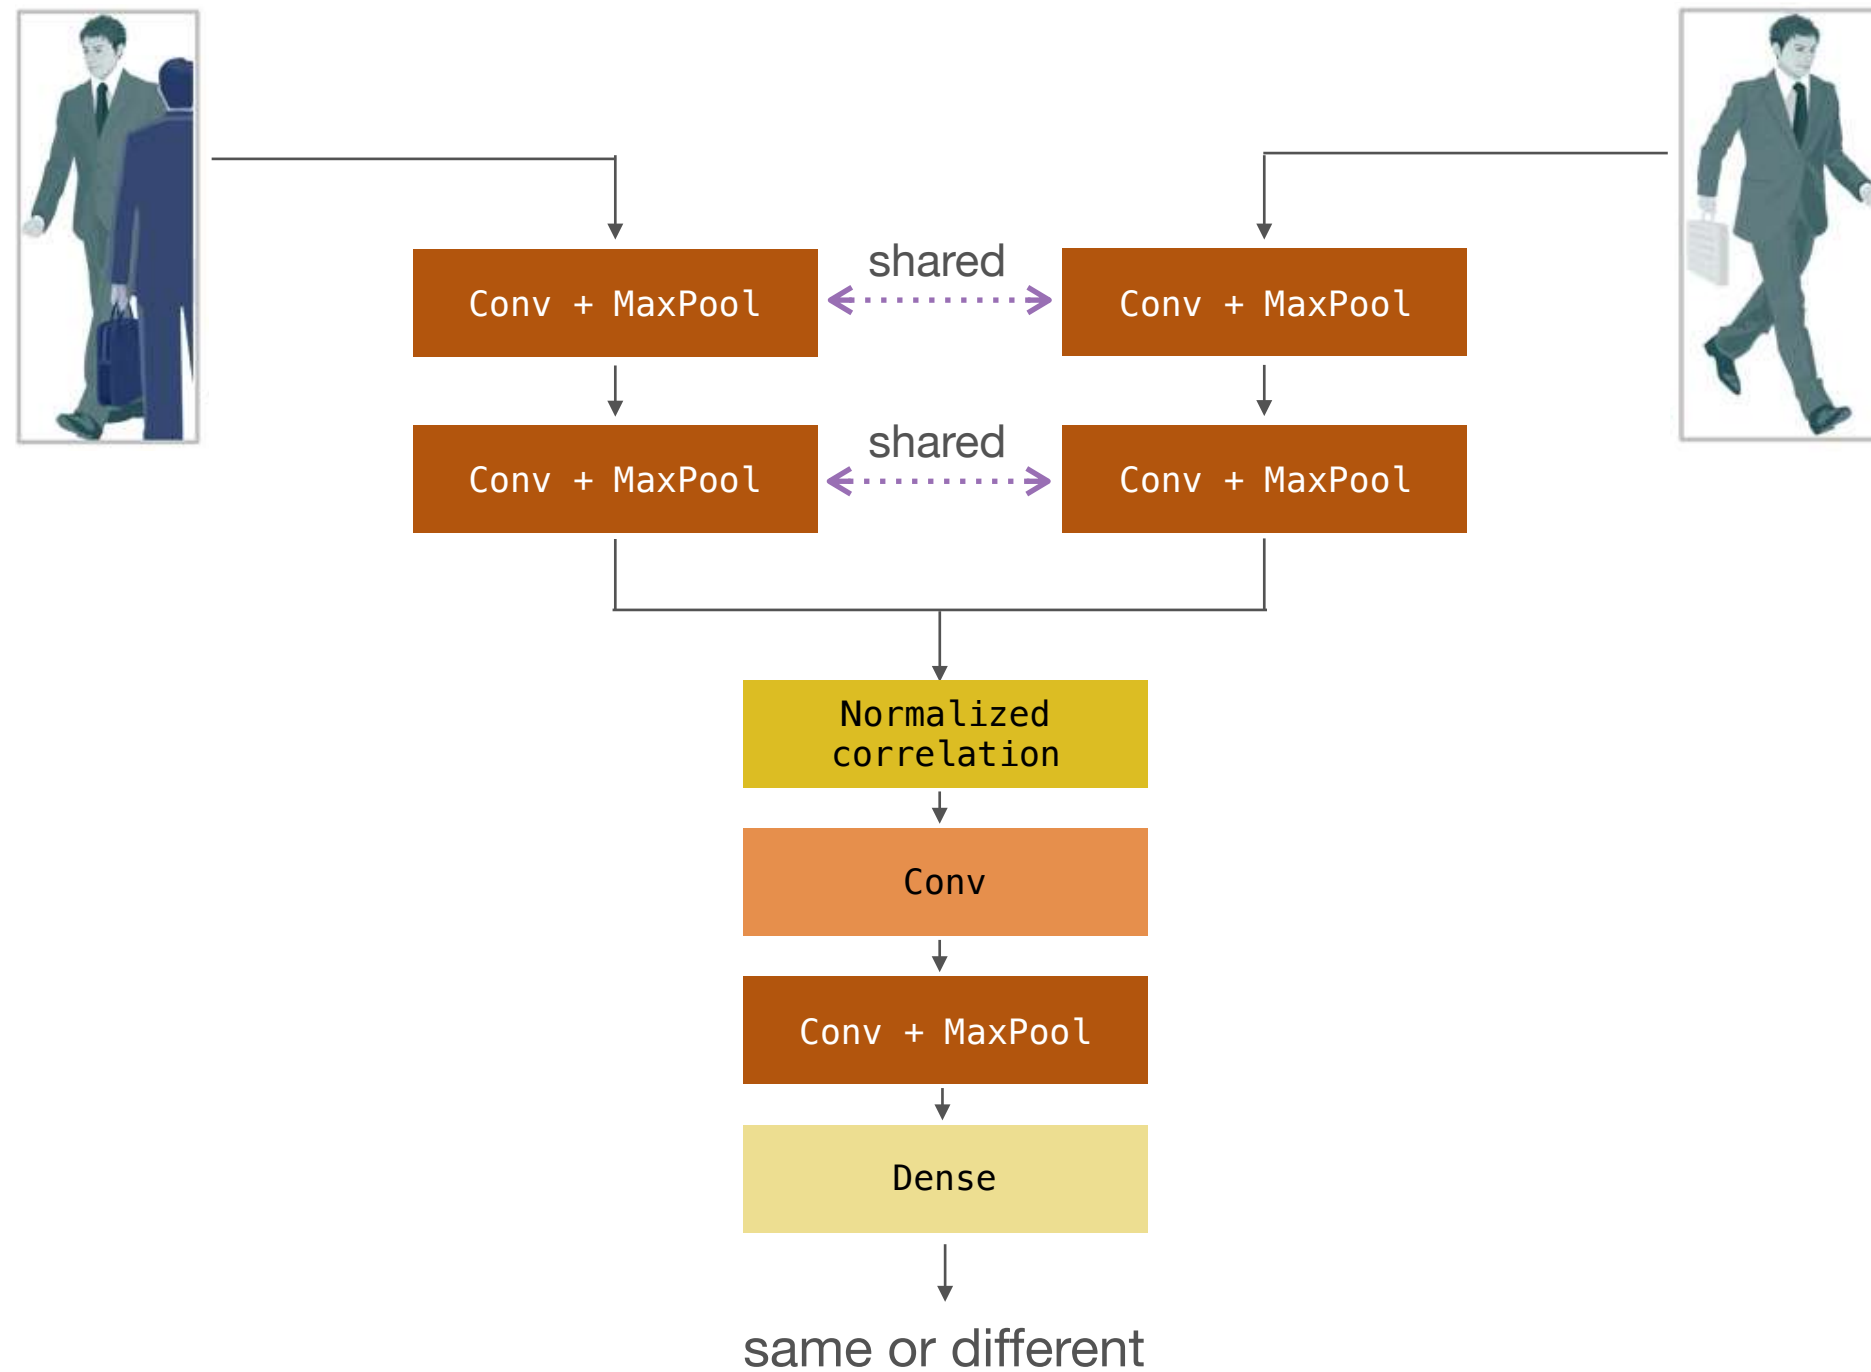 shared
Conv + MaxPool
Conv + MaxPool
shared
Conv + MaxPool
Conv + MaxPool
Normalized
correlation
Conv
Conv + MaxPool
Dense
same or different